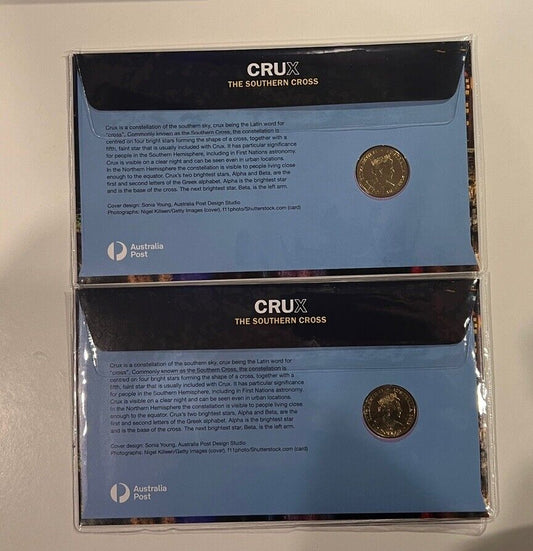 CRUX
THE SOUTHERN CROSS
Crux is a constellation of the southern sky, crux being the Latin word for
"cross". Commonly known as the Southern Cross, the constellation is
centred on four bright stars forming the shape of a cross, together with a
fifth, faint star that is usually included with Crux. It has particular significance
for people in the Southern Hemisphere, including in First Nations astronomy.
Crux is visible on a clear night and can be seen even in urban locations.
In the Northern Hemisphere the constellation is visible to people living close
enough to the equator. Crux's two brightest stars, Alpha and Beta, are the
first and second letters of the Greek alphabet. Alpha is the brightest star
and is the base of the cross. The next brightest star, Beta, is the left arm.
Cover design: Sonia Young, Australia Post Design Studio
Photographs: Nigel Killeen/Getty Images (cover), f11photo/Shutterstock.com (card)
Australia
Post
CRUX
THE SOUTHERN CROSS
Crux is a constellation of the southern sky, crux being the Latin word for
"cross". Commonly known as the Southern Cross, the constellation is
centred on four bright stars forming the shape of a cross, together with a
fifth, faint star that is usually included with Crux. It has particular significance
for people in the Southern Hemisphere, including in First Nations astronomy.
Crux is visible on a clear night and can be seen even in urban locations.
In the Northern Hemisphere the constellation is visible to people living close
enough to the equator. Crux's two brightest stars, Alpha and Beta, are the
first and second letters of the Greek alphabet. Alpha is the brightest star
and is the base of the cross. The next brightest star, Beta, is the left arm.
Cover design: Sonia Young, Australia Post Design Studio
Photographs: Nigel Killeen/Getty Images (cover), f11photo/Shutterstock.com (card)
Australia
Post